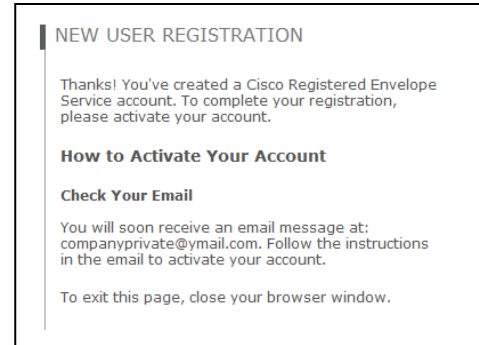 NEW USER REGISTRATION
Thanks! You've created a Cisco Registered Envelope
Service account. To complete your registration,
please activate your account.
How to Activate Your Account
Check Your Email
You will soon receive an email message at:
companyprivate@ymail.com. Follow the instructions
in the email to activate your account.
To exit this page, close your browser window.